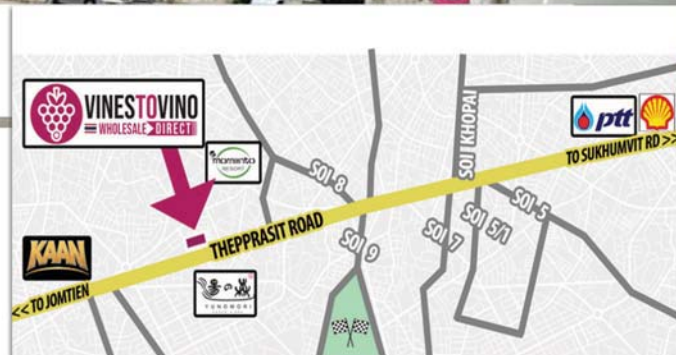 VINESTOVINO
WHOLESALE DIRECT
momento
RESORT
SOI 8
SOI KHOPAI
ptt
TO SUKHUMVIT RD >>
THEPPRASIT ROAD
SOI 9
SOI 7
SOI 5/1
SOI 5
KAAN
<< TO JOMTIEN
YUNOMORI